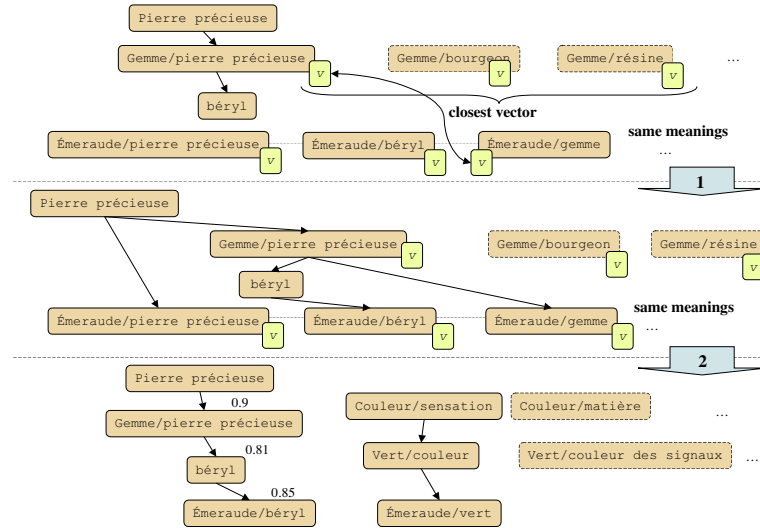 Pierre précieuse
Gemme/pierre précieuse
v
Gemme/bourgeon
v
Gemme/résine
v
...
béryl
closest vector
same meanings
Émeraude/pierre précieuse
v
Émeraude/béryl
v
Émeraude/gemme
v
...
1
Pierre précieuse
Gemme/pierre précieuse
v
Gemme/bourgeon
v
Gemme/résine
v
béryl
same meanings
Émeraude/pierre précieuse
v
Émeraude/béryl
v
Émeraude/gemme
v
...
2
Pierre précieuse
0.9
Gemme/pierre précieuse
0.81
béryl
0.85
Émeraude/béryl
Couleur/sensation
Couleur/matière
...
Vert/couleur
Vert/couleur des signaux
...
Émeraude/vert